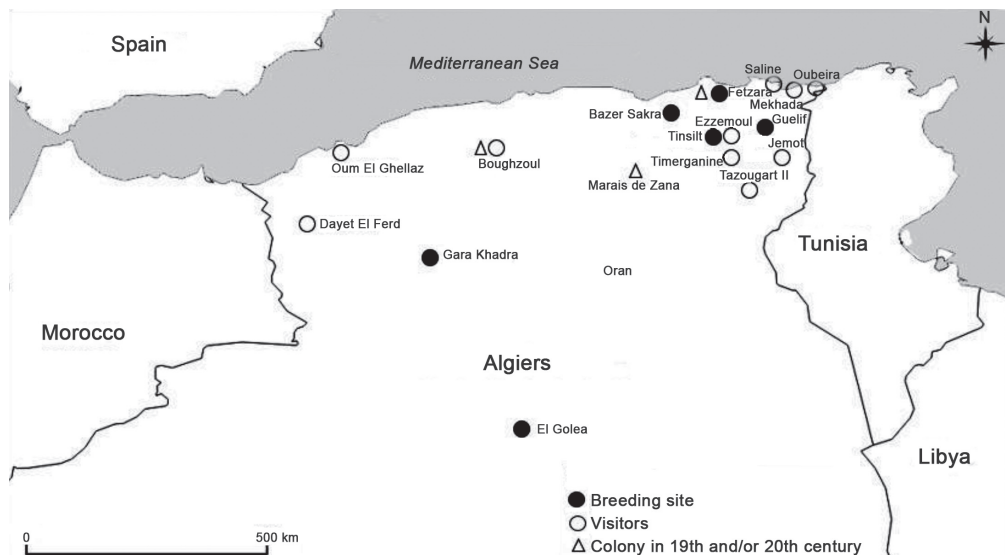 N
Spain
Mediterranean Sea
Saline
Oubeira
Fetzara
Mekhada
Bazer Sakra
Ezzemoul
Guelif
Tinsilt
Jemot
Oum El Ghellaz
Boughzoul
Timerganine
Tazougart II
Marais de Zana
Dayet El Ferd
Tunisia
Gara Khadra
Oran
Morocco
Algiers
El Golea
Libya
Breeding site
Visitors
Colony in 19th and/or 20th century
0 500 km